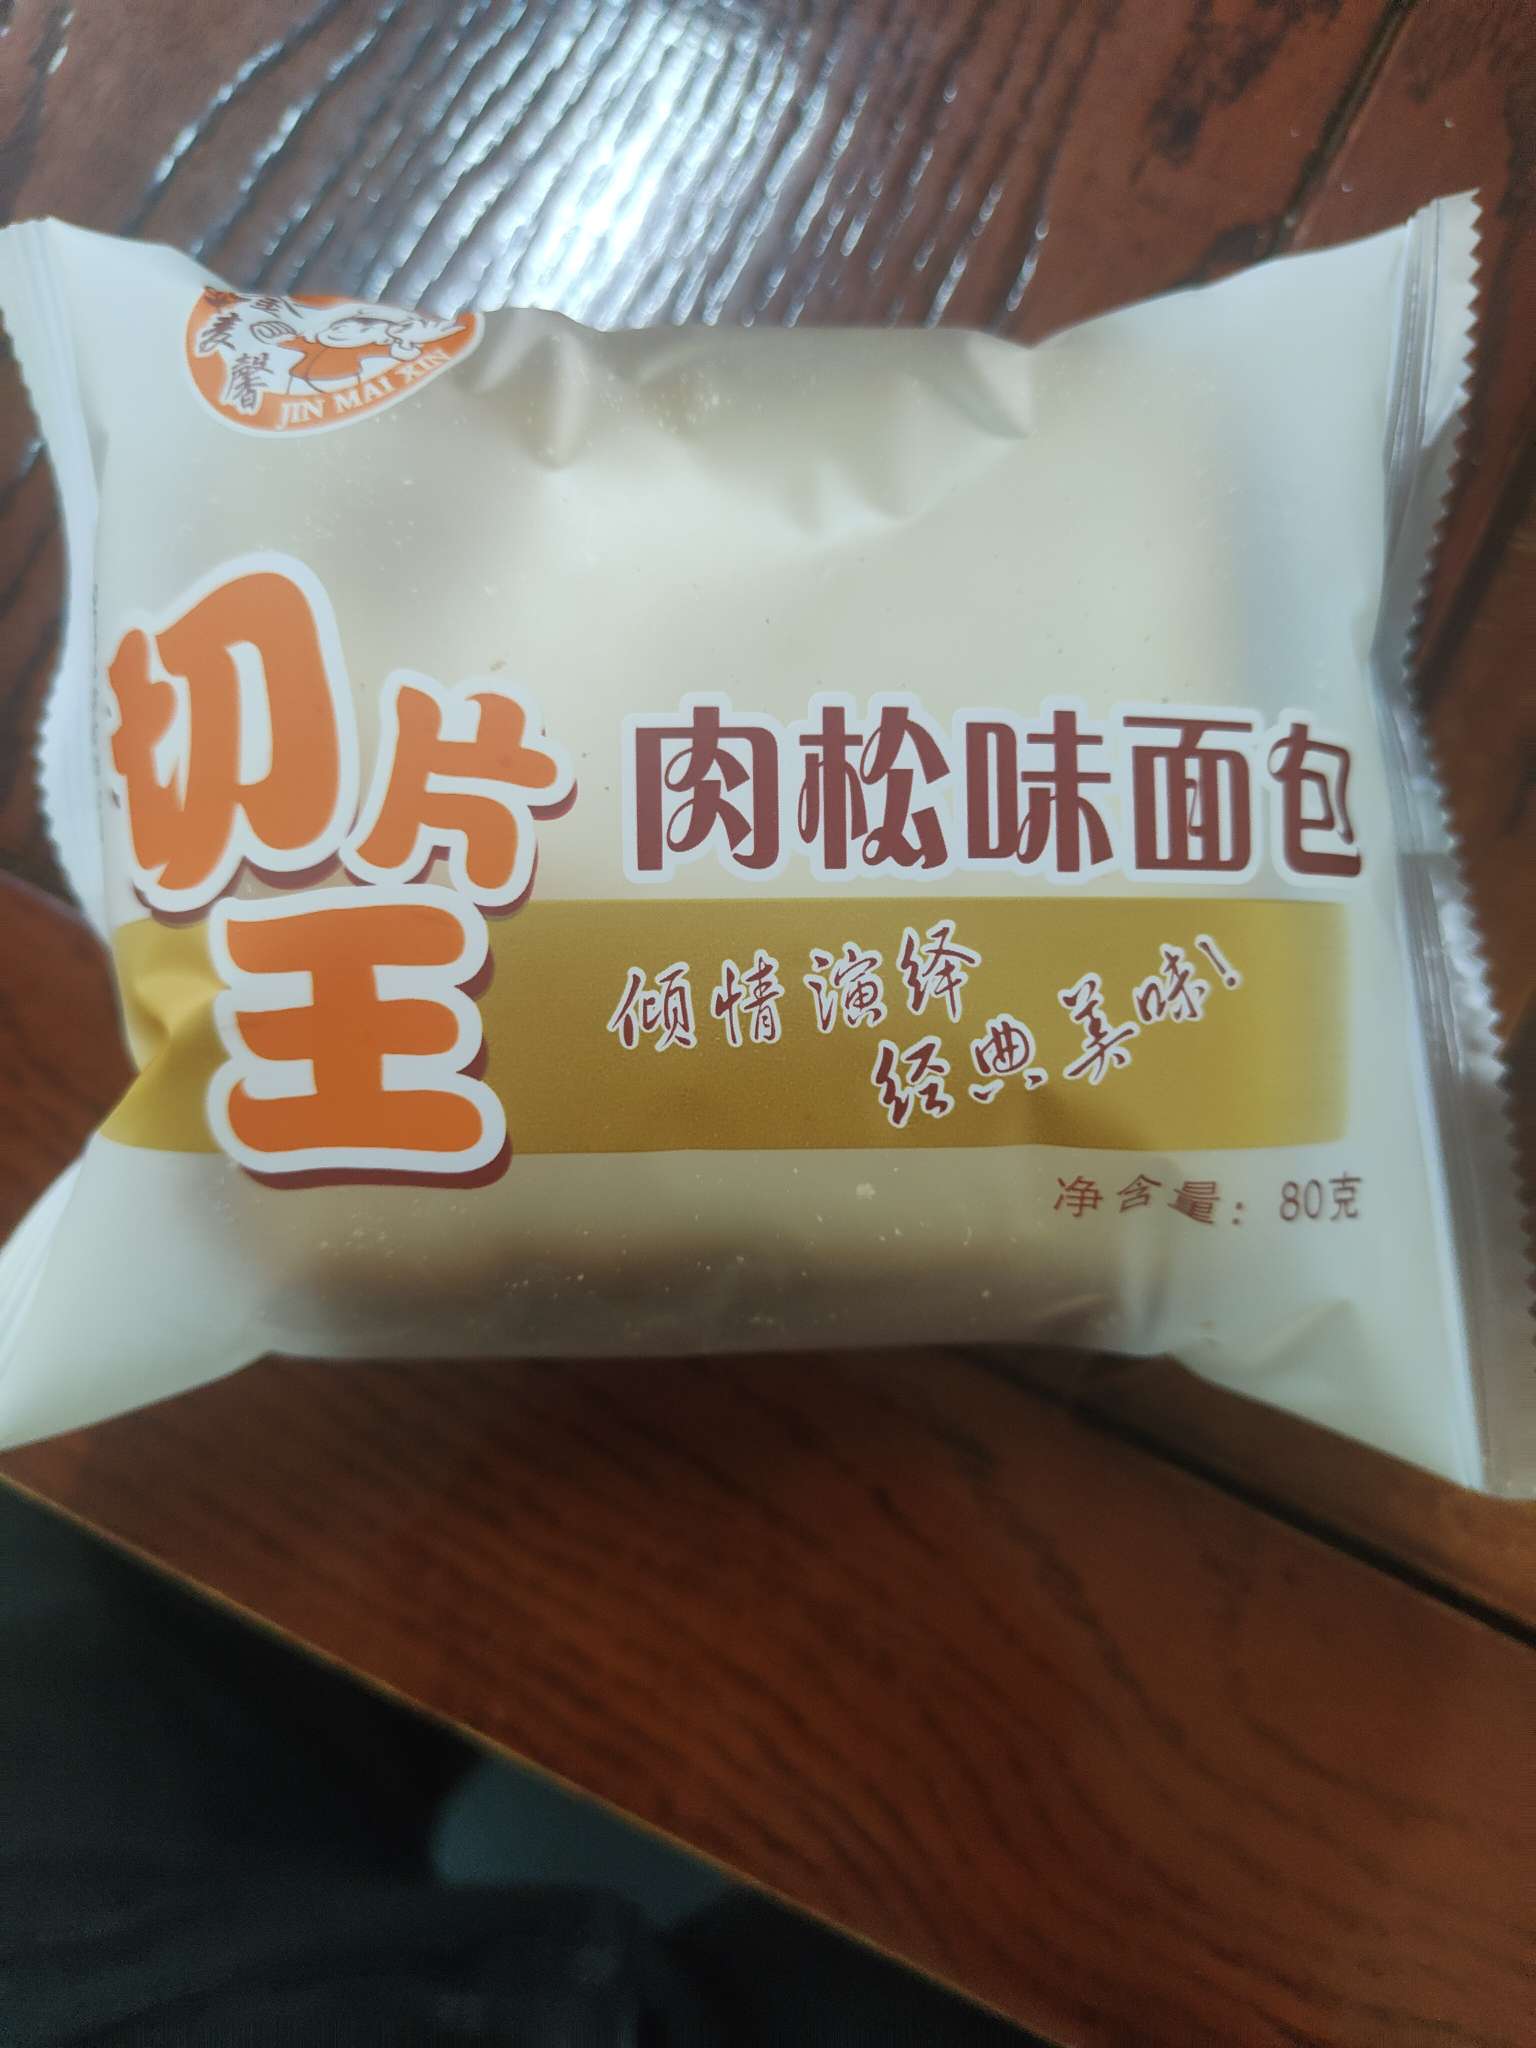 麦馨
JIN MAI XIN
切片王
肉松味面包
倾情演绎
经典美味!
净含量: 80克